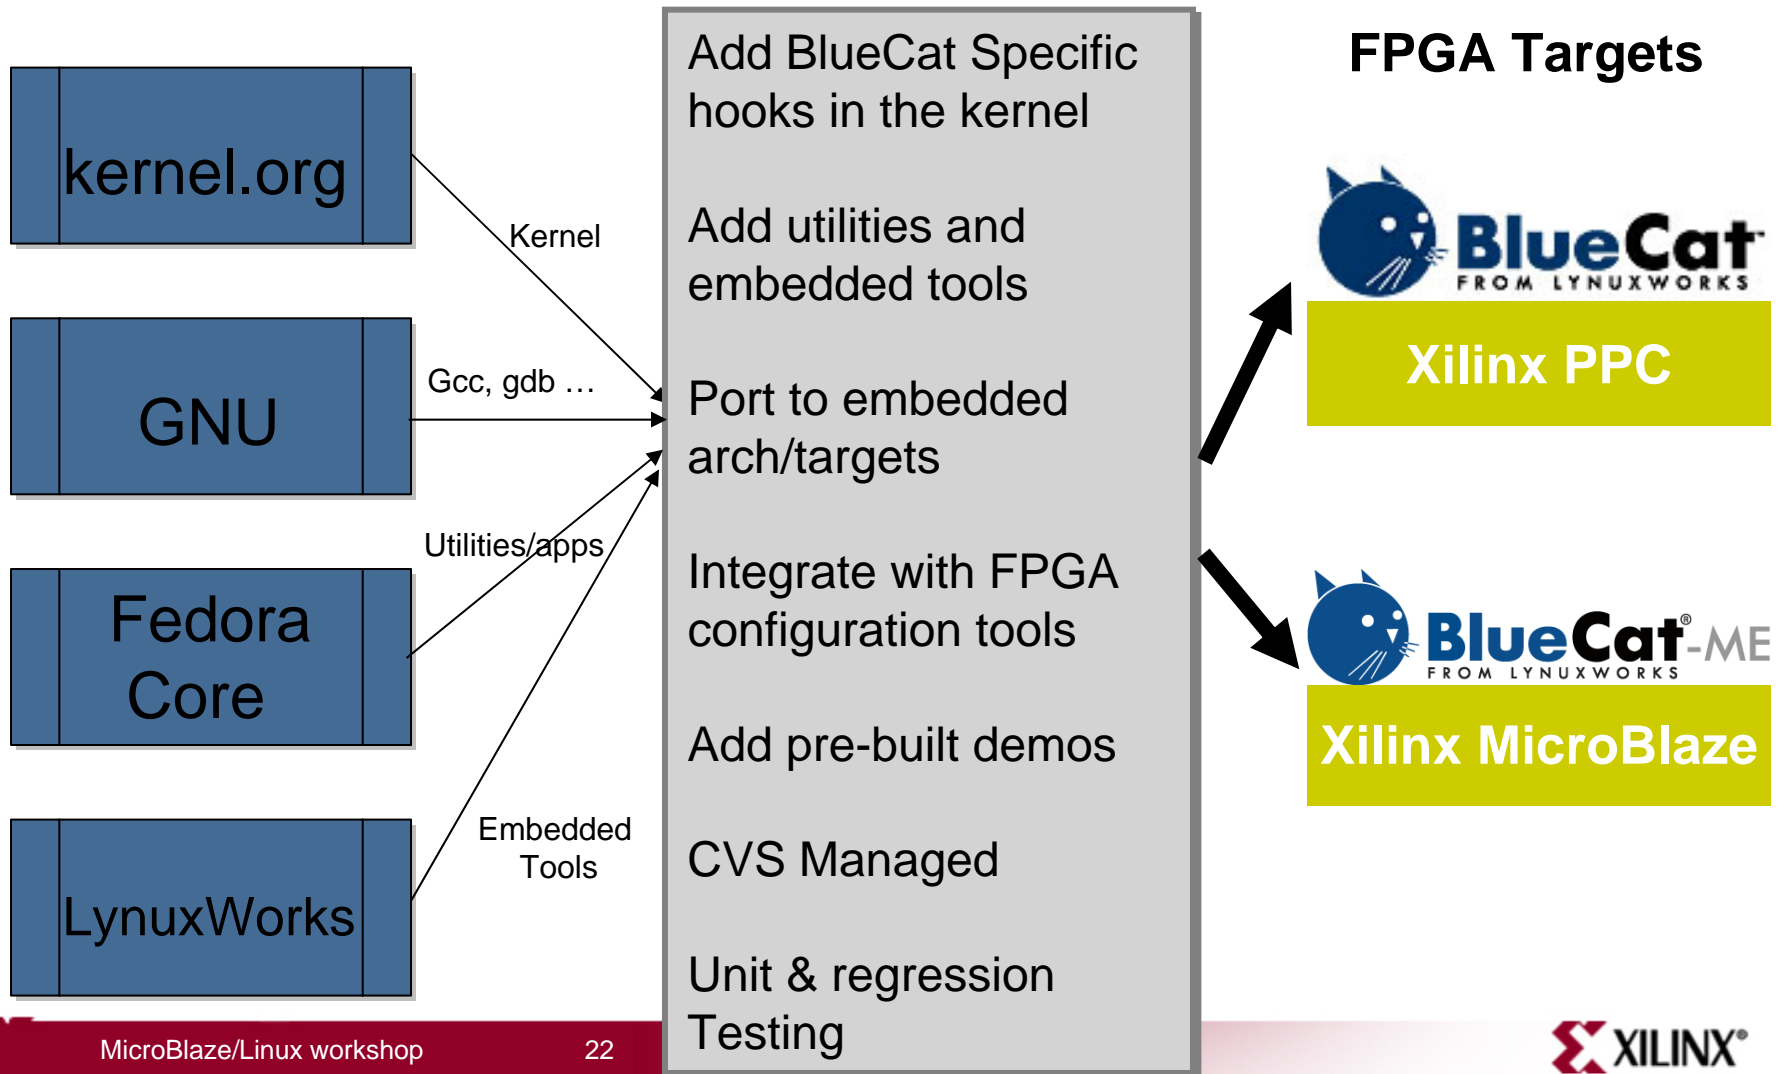 kernel.org
GNU
Fedora
Core
LynuxWorks
Kernel
Gcc, gdb …
Utilities/apps
Embedded
Tools
Add BlueCat Specific
hooks in the kernel
Add utilities and
embedded tools
Port to embedded
arch/targets
Integrate with FPGA
configuration tools
Add pre-built demos
CVS Managed
Unit & regression
Testing
FPGA Targets
BlueCat™
FROM LYNUXWORKS
Xilinx PPC
BlueCat®-ME
FROM LYNUXWORKS
Xilinx MicroBlaze
MicroBlaze/Linux workshop
22
XILINX®